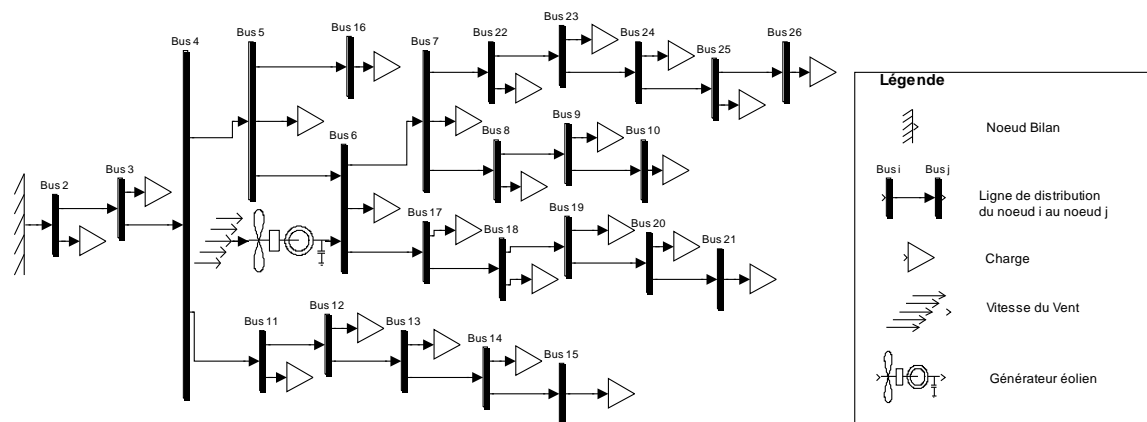 Bus 2
Bus 3
Bus 4
Bus 5
Bus 16
Bus 6
Bus 7
Bus 22
Bus 23
Bus 24
Bus 25
Bus 26
Bus 8
Bus 9
Bus 10
Bus 17
Bus 18
Bus 19
Bus 20
Bus 21
Bus 11
Bus 12
Bus 13
Bus 14
Bus 15
Légende
Noeud Bilan
Bus i
Bus j
Ligne de distribution
du noeud i au noeud j
Charge
Vitesse du Vent
Générateur éolien